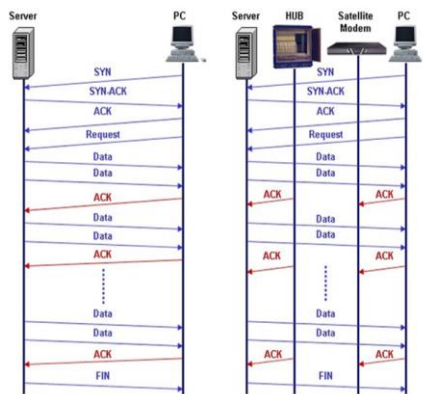 Server PC
SYN
SYN-ACK
ACK
Request
Data
Data
ACK
Data
Data
ACK
Data
Data
ACK
FIN
Server HUB Satellite Modem PC
SYN
SYN-ACK
ACK
Request
Data
Data
ACK ACK
Data
Data
ACK ACK
Data
Data
ACK ACK
FIN